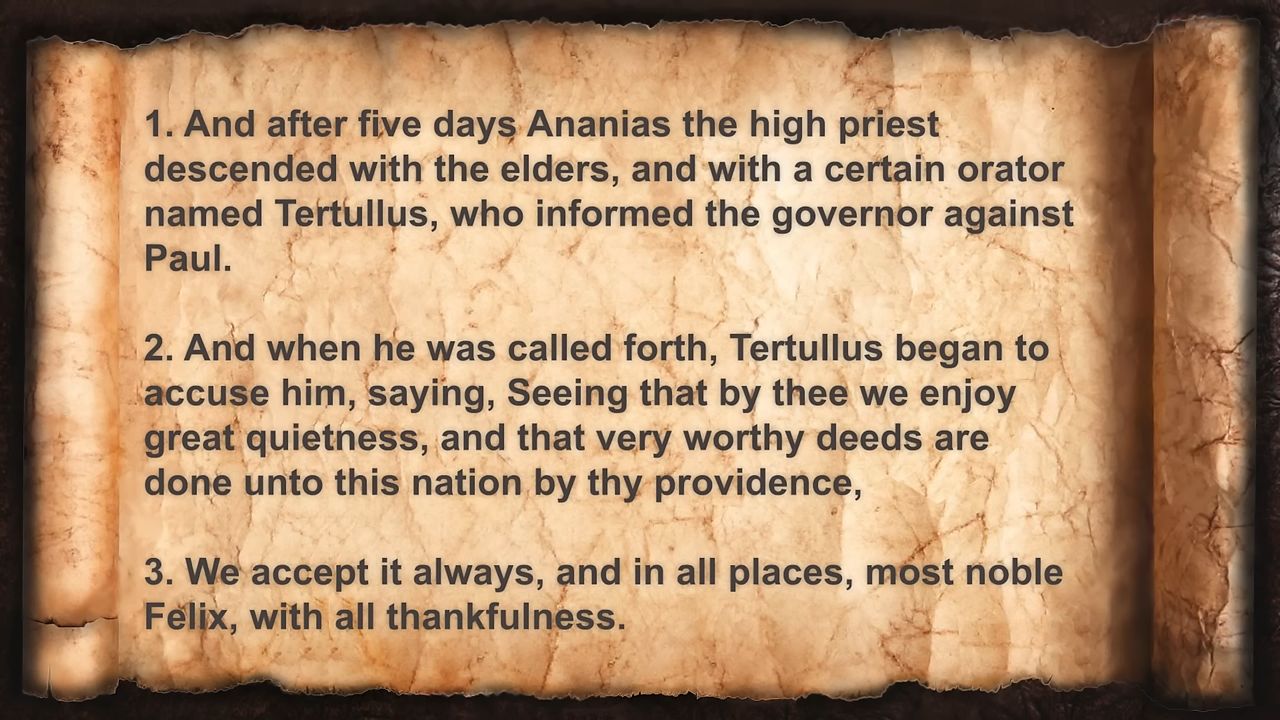 1. And after five days Ananias the high priest
descended with the elders, and with a certain orator
named Tertullus, who informed the governor against
Paul.
2. And when he was called forth, Tertullus began to
accuse him, saying, Seeing that by thee we enjoy
great quietness, and that very worthy deeds are
done unto this nation by thy providence,
3. We accept it always, and in all places, most noble
Felix, with all thankfulness.